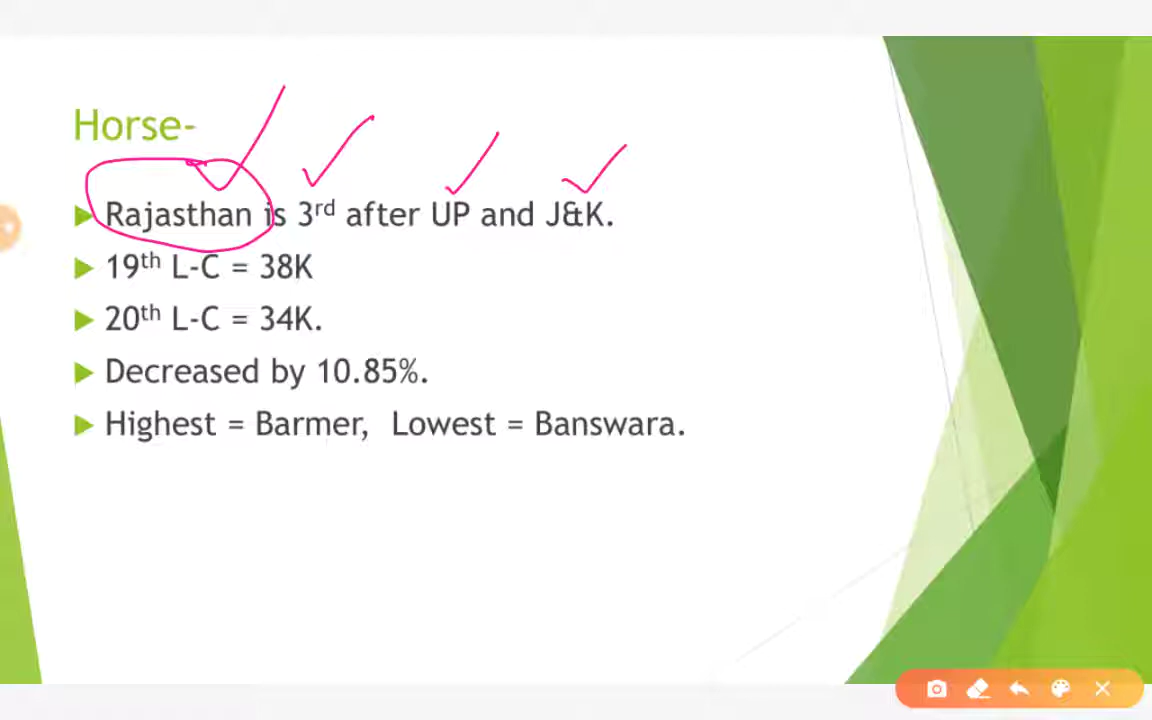 Horse-
Rajasthan is 3rd after UP and J&K.
19th L-C = 38K
20th L-C = 34K.
Decreased by 10.85%.
Highest = Barmer, Lowest = Banswara.